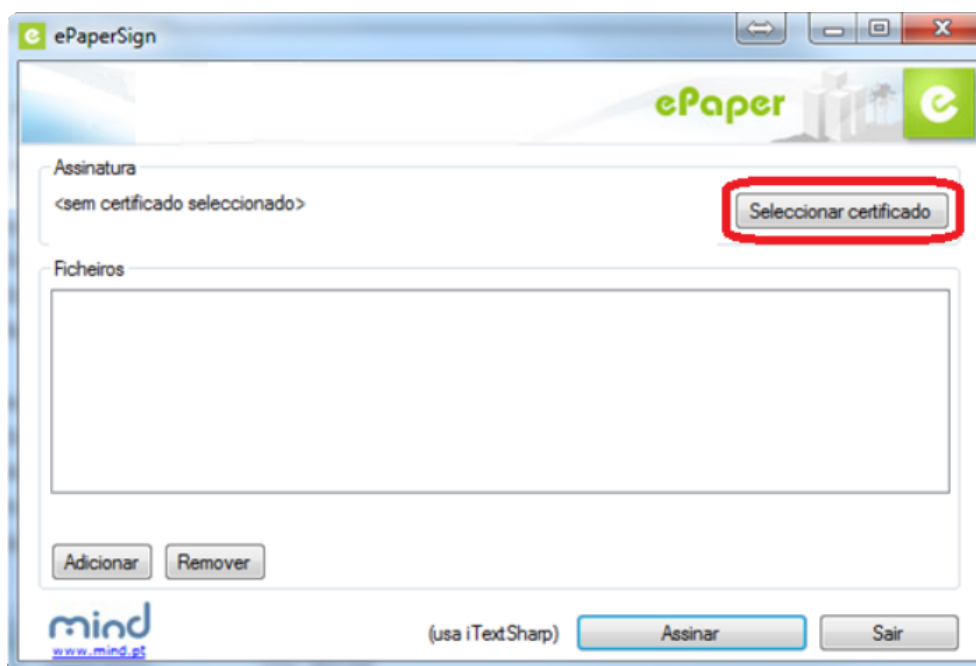 ePaperSign
ePaper
Assinatura
<sem certificado seleccionado>
Seleccionar certificado
Ficheiros
Adicionar
Remover
mind
www.mind.pt
(usa iTextSharp)
Assinar
Sair